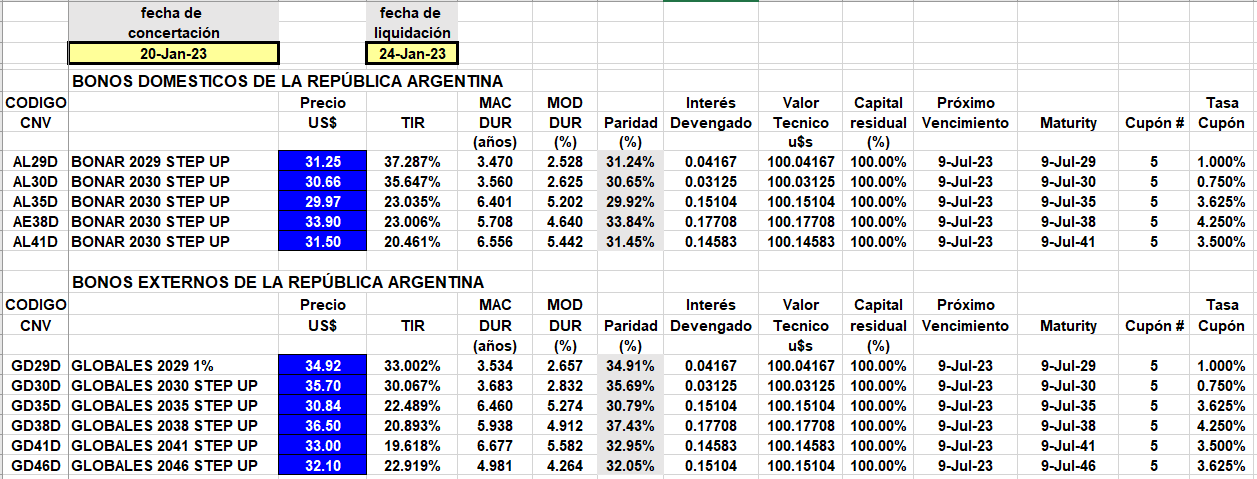 fecha de fecha de
concertación liquidación
20-Jan-23 24-Jan-23
BONOS DOMESTICOS DE LA REPÚBLICA ARGENTINA
CODIGO Precio MAC MOD Interés Valor Capital Próximo Tasa
CNV US$ TIR DUR DUR Paridad Devengado Tecnico residual Vencimiento Maturity Cupón # Cupón
(años) (%) (%) u$s (%)
AL29D BONAR 2029 STEP UP 31.25 37.287% 3.470 2.528 31.24% 0.04167 100.04167 100.00% 9-Jul-23 9-Jul-29 5 1.000%
AL30D BONAR 2030 STEP UP 30.66 35.647% 3.560 2.625 30.65% 0.03125 100.03125 100.00% 9-Jul-23 9-Jul-30 5 0.750%
AL35D BONAR 2030 STEP UP 29.97 23.035% 6.401 5.202 29.92% 0.15104 100.15104 100.00% 9-Jul-23 9-Jul-35 5 3.625%
AE38D BONAR 2030 STEP UP 33.90 23.006% 5.708 4.640 33.84% 0.17708 100.17708 100.00% 9-Jul-23 9-Jul-38 5 4.250%
AL41D BONAR 2030 STEP UP 31.50 20.461% 6.556 5.442 31.45% 0.14583 100.14583 100.00% 9-Jul-23 9-Jul-41 5 3.500%
BONOS EXTERNOS DE LA REPÚBLICA ARGENTINA
CODIGO Precio MAC MOD Interés Valor Capital Próximo Tasa
CNV US$ TIR DUR DUR Paridad Devengado Tecnico residual Vencimiento Maturity Cupón # Cupón
(años) (%) (%) u$s (%)
GD29D GLOBALES 2029 1% 34.92 33.002% 3.534 2.657 34.91% 0.04167 100.04167 100.00% 9-Jul-23 9-Jul-29 5 1.000%
GD30D GLOBALES 2030 STEP UP 35.70 30.067% 3.683 2.832 35.69% 0.03125 100.03125 100.00% 9-Jul-23 9-Jul-30 5 0.750%
GD35D GLOBALES 2035 STEP UP 30.84 22.489% 6.460 5.274 30.79% 0.15104 100.15104 100.00% 9-Jul-23 9-Jul-35 5 3.625%
GD38D GLOBALES 2038 STEP UP 36.50 20.893% 5.938 4.912 37.43% 0.17708 100.17708 100.00% 9-Jul-23 9-Jul-38 5 4.250%
GD41D GLOBALES 2041 STEP UP 33.00 19.618% 6.677 5.582 32.95% 0.14583 100.14583 100.00% 9-Jul-23 9-Jul-41 5 3.500%
GD46D GLOBALES 2046 STEP UP 32.10 22.919% 4.981 4.264 32.05% 0.15104 100.15104 100.00% 9-Jul-23 9-Jul-46 5 3.625%